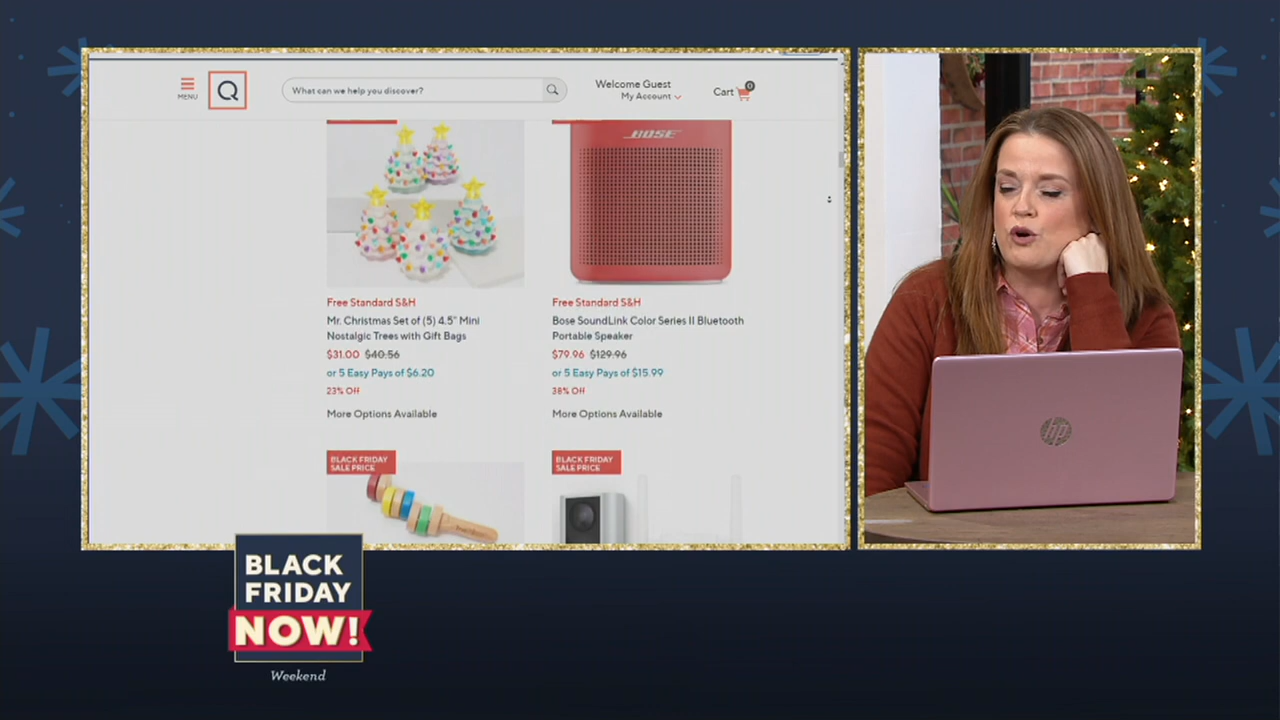 MENU
Q
What can we help you discover?
Welcome Guest
My Account
Cart
0
BOSE
Free Standard S&H
Mr. Christmas Set of (5) 4.5" Mini
Nostalgic Trees with Gift Bags
$31.00 $40.56
or 5 Easy Pays of $6.20
23% Off
More Options Available
Free Standard S&H
Bose SoundLink Color Series II Bluetooth
Portable Speaker
$79.96 $129.96
or 5 Easy Pays of $15.99
38% Off
More Options Available
BLACK FRIDAY
SALE PRICE
BLACK FRIDAY
SALE PRICE
hp
BLACK
FRIDAY
NOW!
Weekend